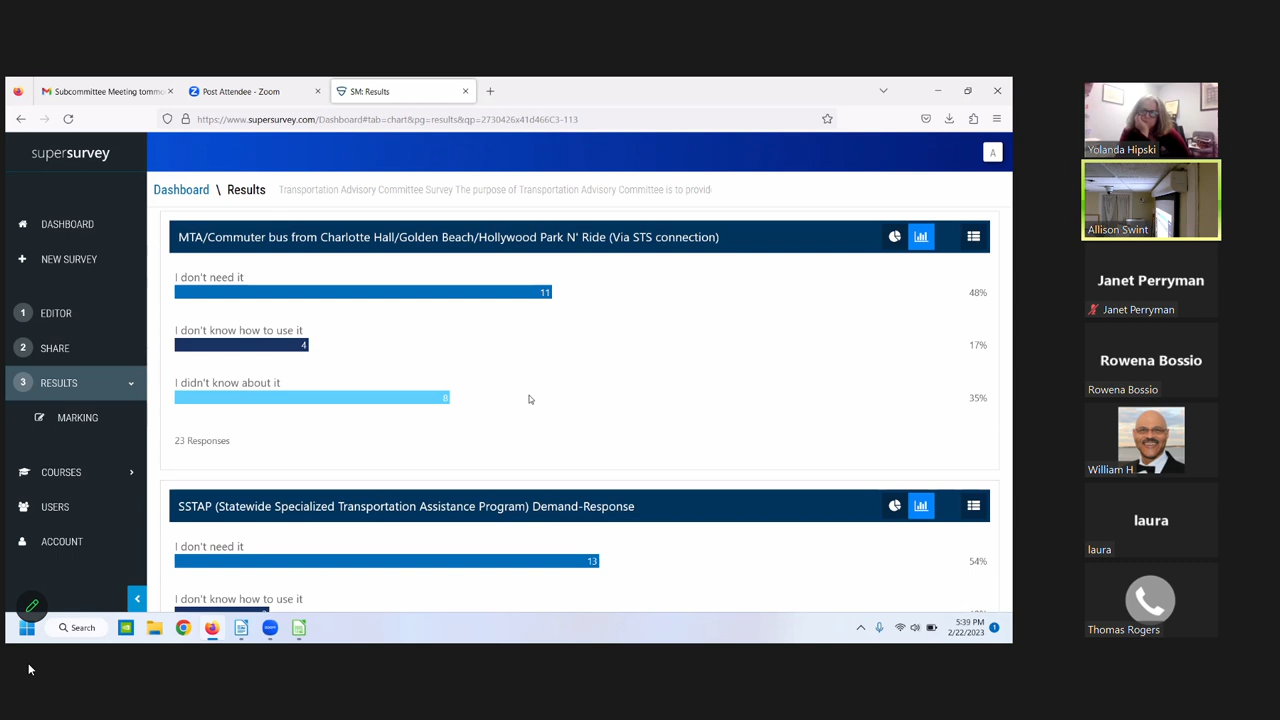 Subcommittee Meeting tommo
Post Attendee - Zoom
SM: Results
https://www.supersurvey.com/Dashboard#tab=chart&pg=results&qp=2730426x41d466C3-113
supersurvey
A
Dashboard \ Results
Transportation Advisory Committee Survey The purpose of Transportation Advisory Committee is to provid
DASHBOARD
NEW SURVEY
1 EDITOR
2 SHARE
3 RESULTS
MARKING
COURSES
USERS
ACCOUNT
MTA/Commuter bus from Charlotte Hall/Golden Beach/Hollywood Park N' Ride (Via STS connection)
I don't need it
11
48%
I don't know how to use it
4
17%
I didn't know about it
8
35%
23 Responses
SSTAP (Statewide Specialized Transportation Assistance Program) Demand-Response
I don't need it
13
54%
I don't know how to use it
Search
5:39 PM
2/22/2023
1
Yolanda Hipski
Allison Swint
Janet Perryman
Janet Perryman
Rowena Bossio
Rowena Bossio
William H
laura
laura
Thomas Rogers